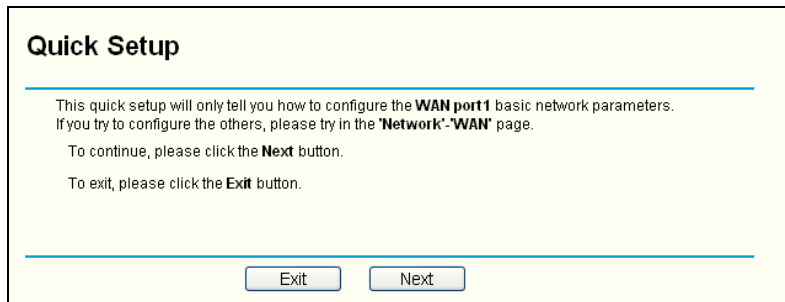 Quick Setup
This quick setup will only tell you how to configure the WAN port1 basic network parameters.
If you try to configure the others, please try in the 'Network'-'WAN' page.
To continue, please click the Next button.
To exit, please click the Exit button.
Exit Next